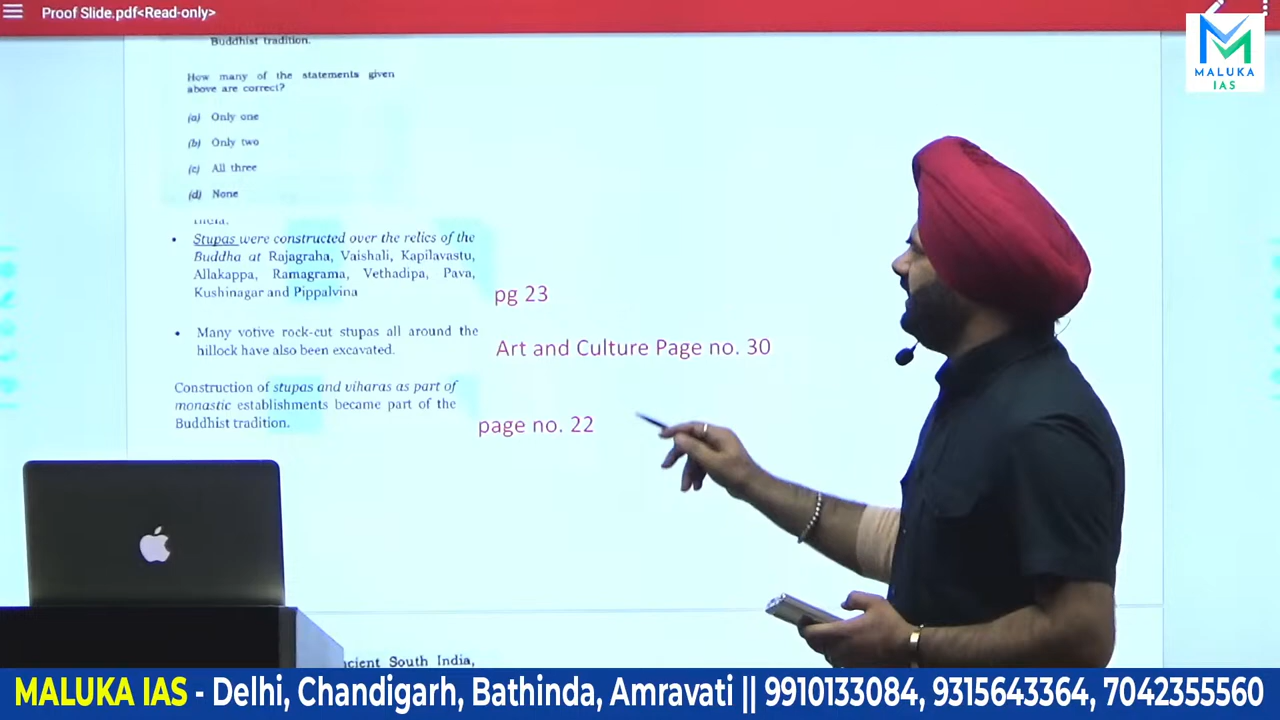 Proof Slide.pdf<Read-only>
MALUKA
IAS
Buddhist tradition.
How many of the statements given
above are correct?
(a) Only one
(b) Only two
(c) All three
(d) None
• Stupas were constructed over the relics of the
Buddha at Rajagraha, Vaishali, Kapilavastu,
Allakappa, Ramagrama, Vethadipa, Pava,
Kushinagar and Pippalvina
pg 23
• Many votive rock-cut stupas all around the
hillock have also been excavated.
Art and Culture Page no. 30
Construction of stupas and viharas as part of
monastic establishments became part of the
Buddhist tradition.
page no. 22
ncient South India,
MALUKA IAS - Delhi, Chandigarh, Bathinda, Amravati || 9910133084, 9315643364, 7042355560